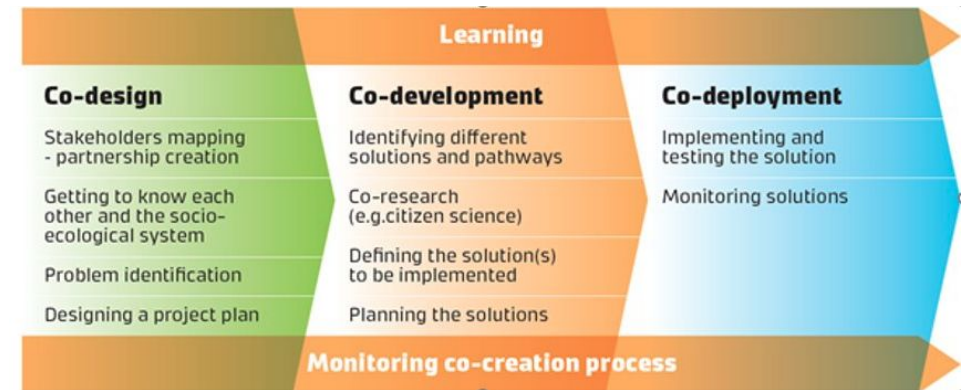 Learning
Co-design
Stakeholders mapping
- partnership creation
Getting to know each
other and the socio-
ecological system
Problem identification
Designing a project plan
Co-development
Identifying different
solutions and pathways
Co-research
(e.g.citizen science)
Defining the solution(s)
to be implemented
Planning the solutions
Co-deployment
Implementing and
testing the solution
Monitoring solutions
Monitoring co-creation process